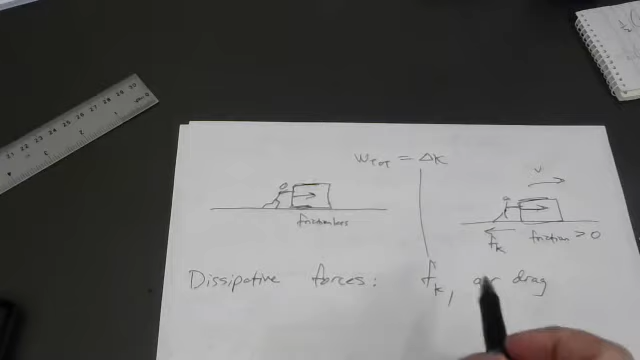 W_TOT = ΔK
v
frictionless
f_k friction > 0
Dissipative forces: f_k, air drag